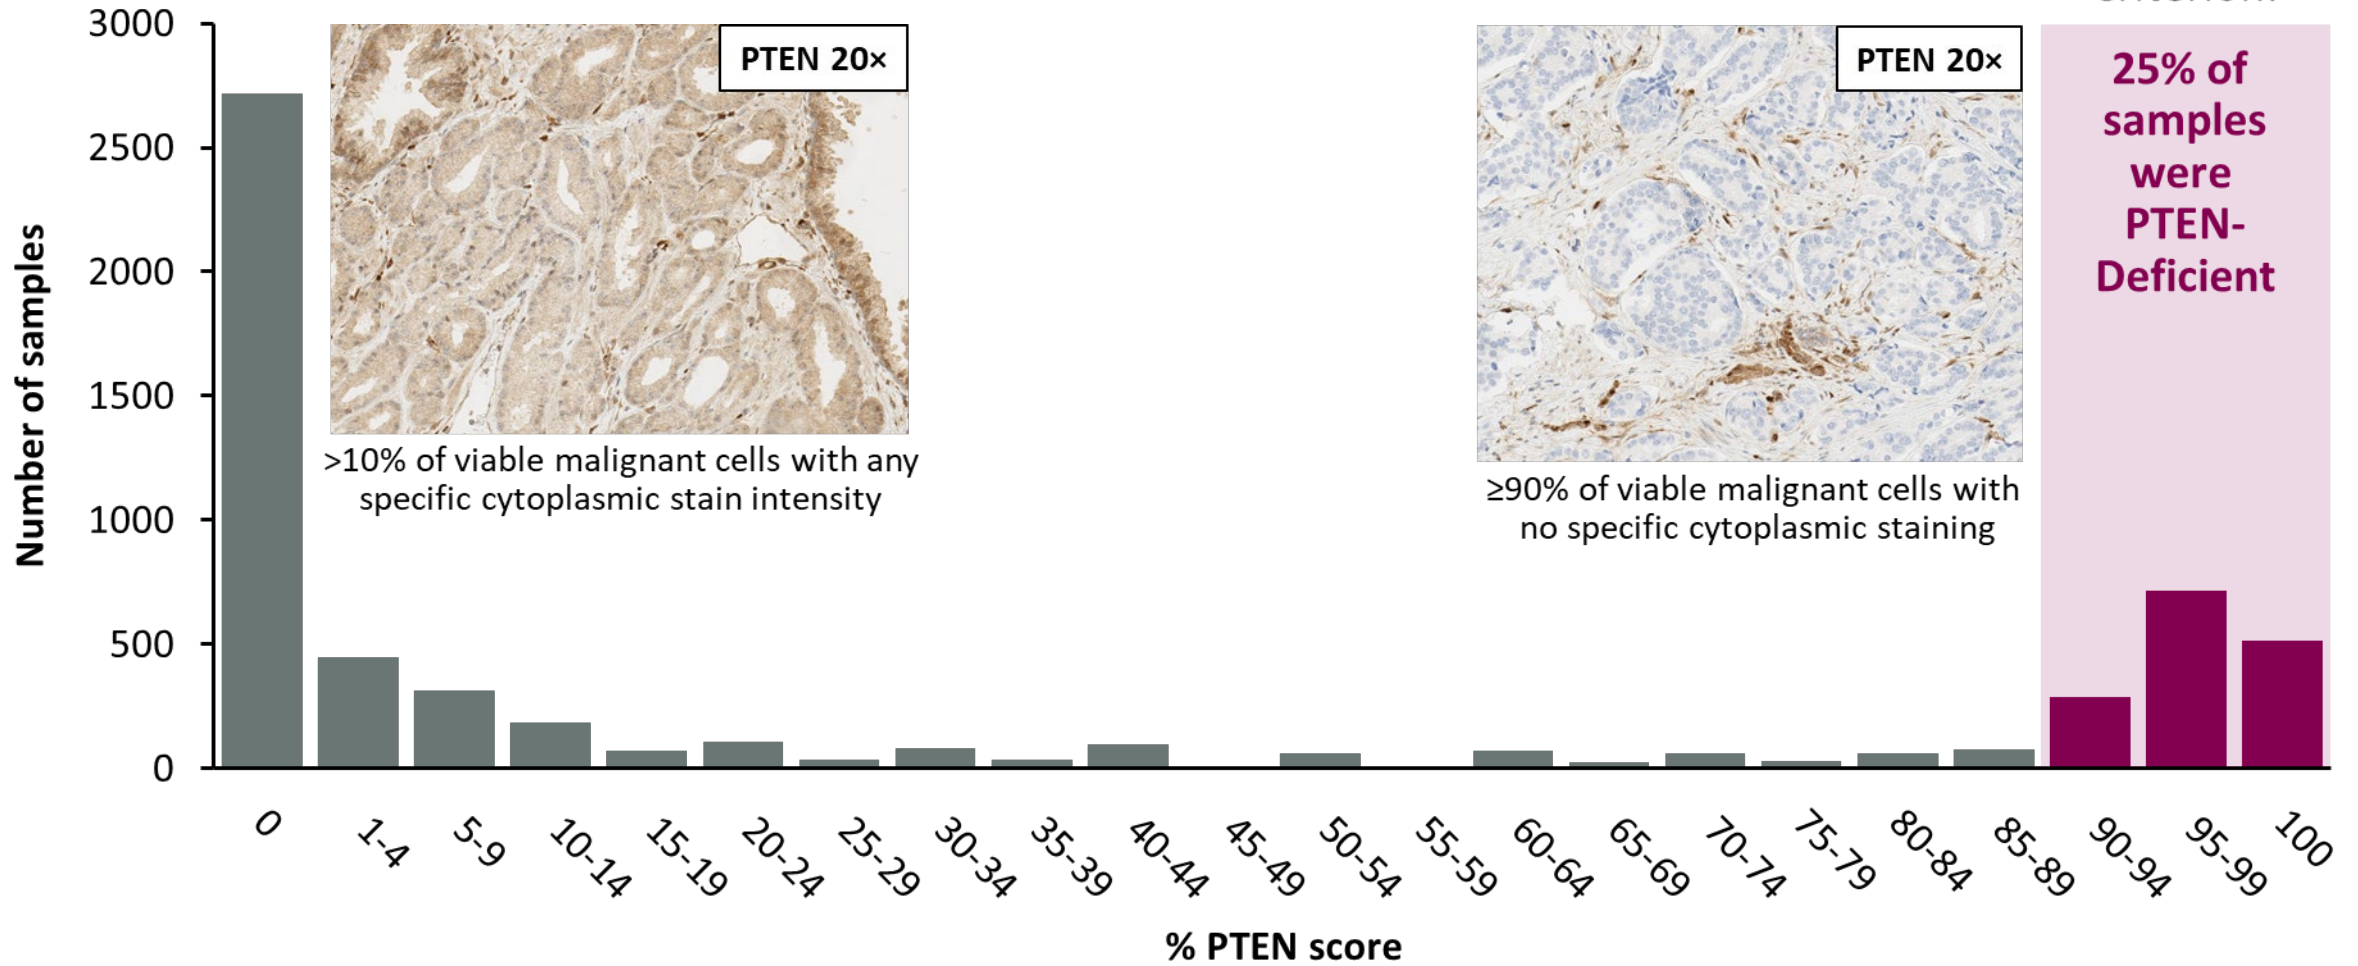 3000
2500
2000
1500
1000
500
0
Number of samples
PTEN 20×
>10% of viable malignant cells with any
specific cytoplasmic stain intensity
PTEN 20×
≥90% of viable malignant cells with
no specific cytoplasmic staining
25% of
samples
were
PTEN-
Deficient
0
1-4
5-9
10-14
15-19
20-24
25-29
30-34
35-39
40-44
45-49
50-54
55-59
60-64
65-69
70-74
75-79
80-84
85-89
90-94
95-99
100
% PTEN score